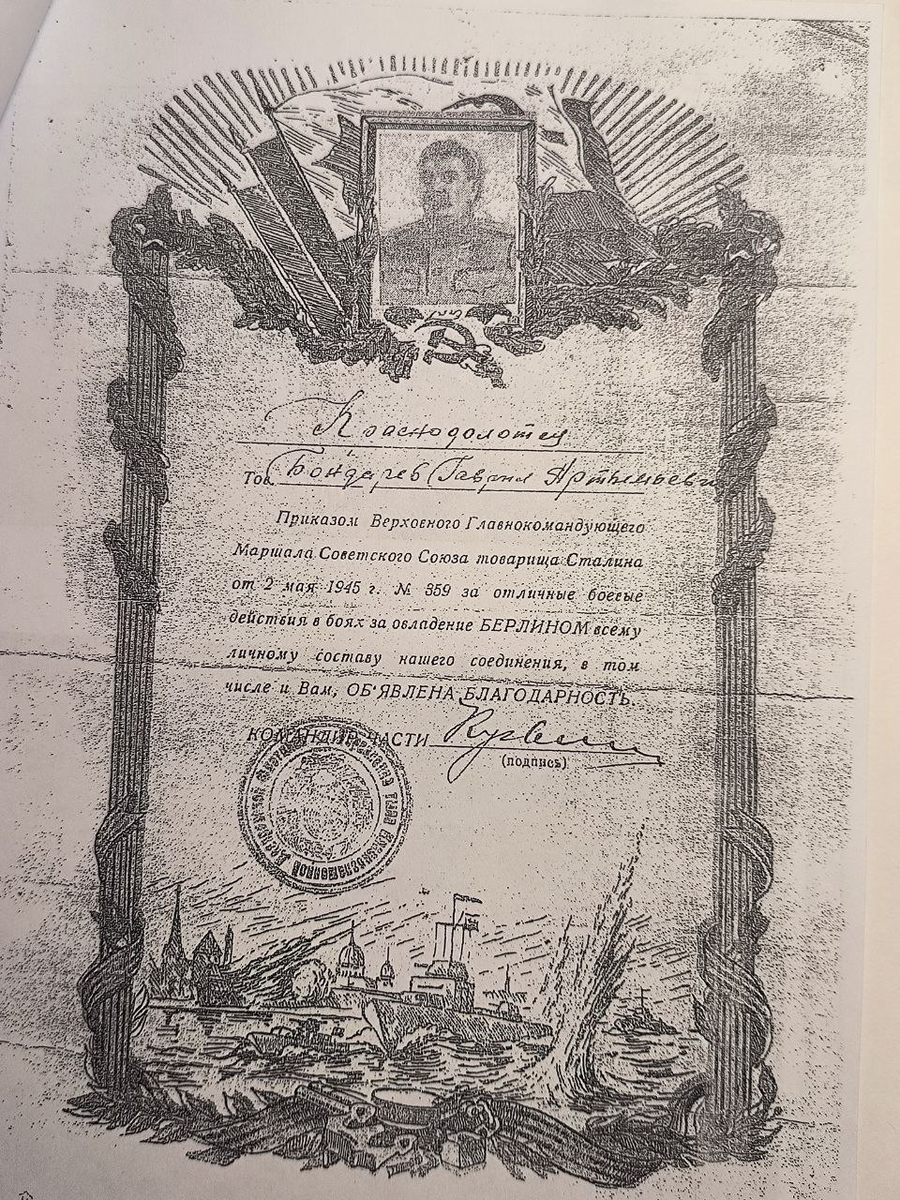 Краснофлотец
Тов. Бондарев Гаврил Артемьеви
Приказом Верховного Главнокомандующего
Маршала Советского Союза товарища Сталина
от 2 мая 1945 г. № 359 за отличные боевые
действия в боях за овладение БЕРЛИНОМ всему
личному составу нашего соединения, в том
числе и Вам, ОБ'ЯВЛЕНА БЛАГОДАРНОСТЬ.
КОМАНДИР ЧАСТИ
(подпись)